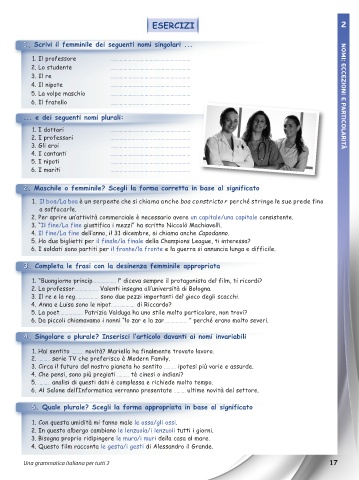 ESERCIZI
2
NOMI: ECCEZIONI E PARTICOLARITÀ
1. Scrivi il femminile dei seguenti nomi singolari ...
1. Il professore
2. Lo studente
3. Il re
4. Il nipote
5. La volpe maschio
6. Il fratello
... e dei seguenti nomi plurali:
1. I dottori
2. I professori
3. Gli eroi
4. I cantanti
5. I nipoti
6. I mariti
2. Maschile o femminile? Scegli la forma corretta in base al significato
1. Il boa/La boa è un serpente che si chiama anche boa constrictor perché stringe le sue prede fino
a soffocarle.
2. Per aprire un'attività commerciale è necessario avere un capitale/una capitale consistente.
3. "Il fine/La fine giustifica i mezzi" ha scritto Niccolò Machiavelli.
4. Il fine/La fine dell'anno, il 31 dicembre, si chiama anche Capodanno.
5. Ho due biglietti per il finale/la finale della Champions League, ti interessa?
6. I soldati sono partiti per il fronte/la fronte e la guerra si annuncia lunga e difficile.
3. Completa le frasi con la desinenza femminile appropriata
1. "Buongiorno princip............!" diceva sempre il protagonista del film, ti ricordi?
2. La professor............ Valenti insegna all'università di Bologna.
3. Il re e la reg............ sono due pezzi importanti del gioco degli scacchi.
4. Anna e Luisa sono le nipot............ di Riccardo?
5. La poet............ Patrizia Valduga ha uno stile molto particolare, non trovi?
6. Da piccoli chiamavamo i nonni "lo zar e la zar ............" perché erano molto severi.
4. Singolare o plurale? Inserisci l'articolo davanti ai nomi invariabili
1. Hai sentito ........ novità? Mariella ha finalmente trovato lavoro.
2. ........ serie TV che preferisco è Modern Family.
3. Circa il futuro del nostro pianeta ho sentito ........ ipotesi più varie e assurde.
4. Che pensi, sono più pregiati ........ tè cinesi o indiani?
5. ........ analisi di questi dati è complessa e richiede molto tempo.
6. Al Salone dell'Informatica verranno presentate ........ ultime novità del settore.
5. Quale plurale? Scegli la forma appropriata in base al significato
1. Con questa umidità mi fanno male le ossa/gli ossi.
2. In questo albergo cambiano le lenzuola/i lenzuoli tutti i giorni.
3. Bisogna proprio ridipingere le mura/i muri della casa al mare.
4. Questo film racconta le gesta/i gesti di Alessandro il Grande.
Una grammatica italiana per tutti 2
17